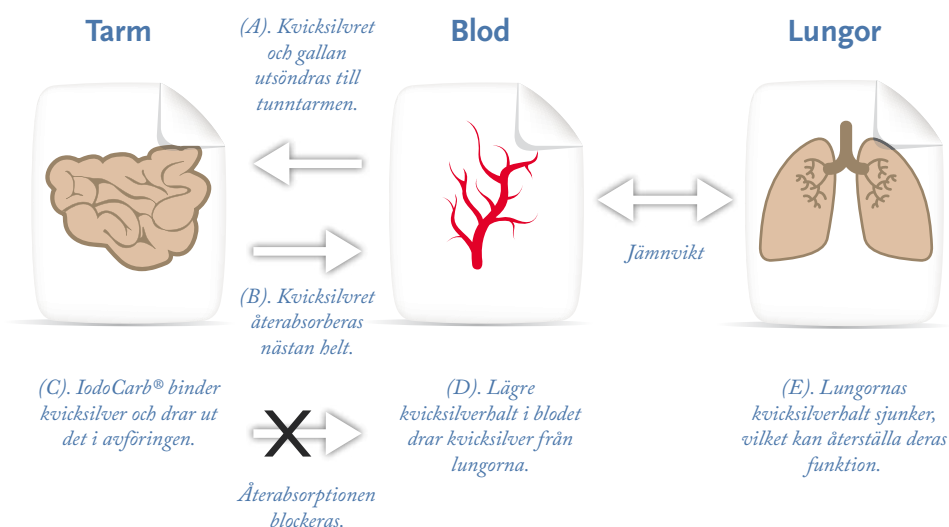 Tarm
(A). Kvicksilvret
och gallan
utsöndras till
tunntarmen.
Blod
Lungor
Jämnvikt
(B). Kvicksilvret
återabsorberas
nästan helt.
(C). IodoCarb® binder
kvicksilver och drar ut
det i avföringen.
X
Återabsorptionen
blockeras.
(D). Lägre
kvicksilverhalt i blodet
drar kvicksilver från
lungorna.
(E). Lungornas
kvicksilverhalt sjunker,
vilket kan återställa deras
funktion.